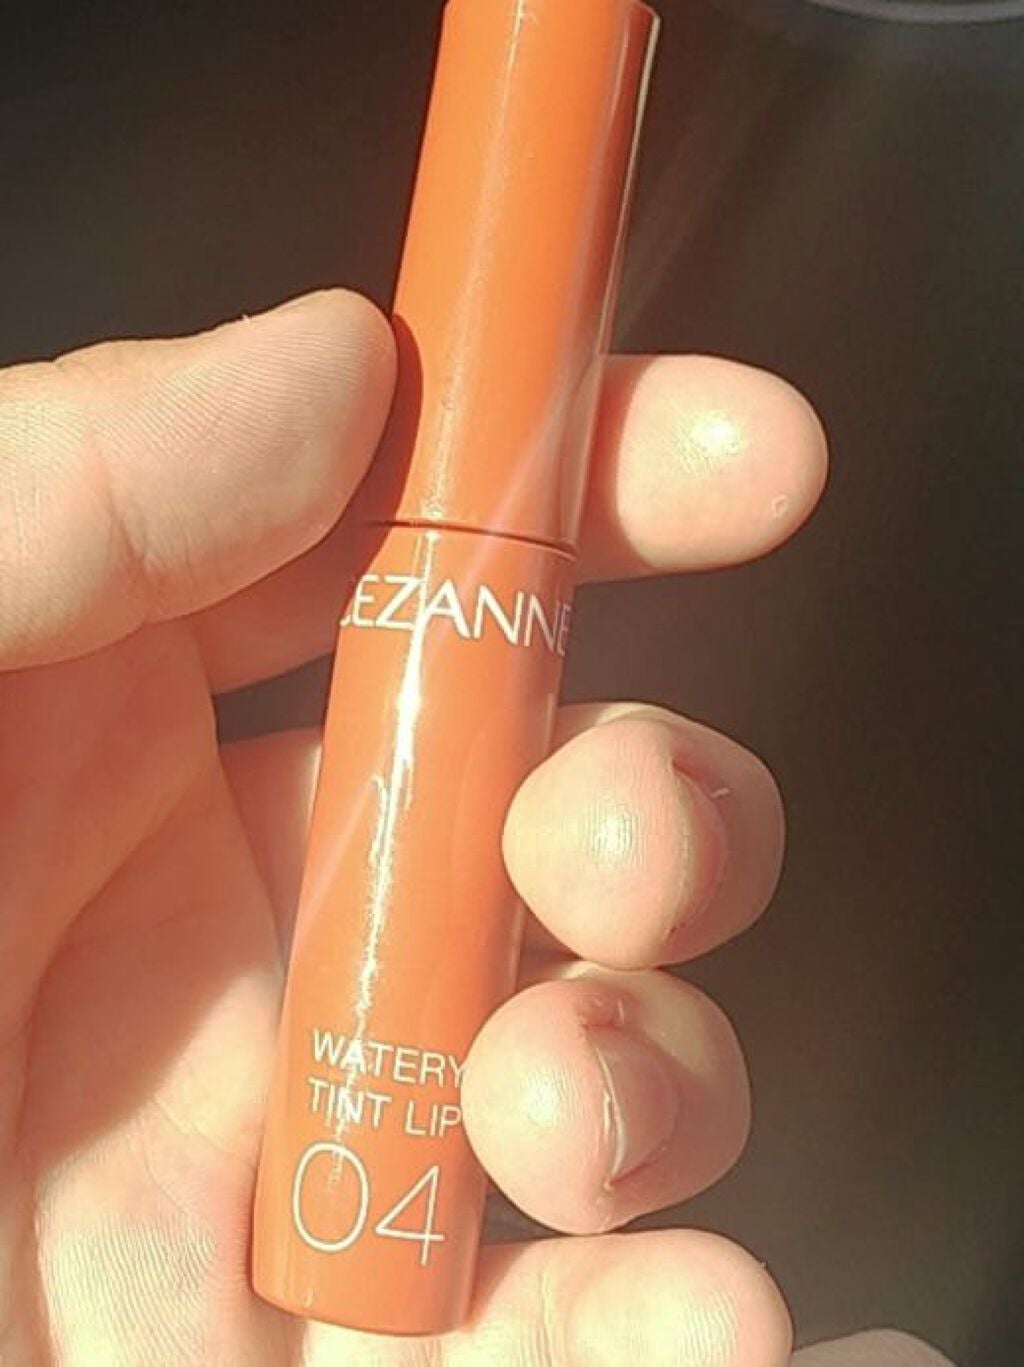 CEZANNE
WATERY
TINT LIP
04